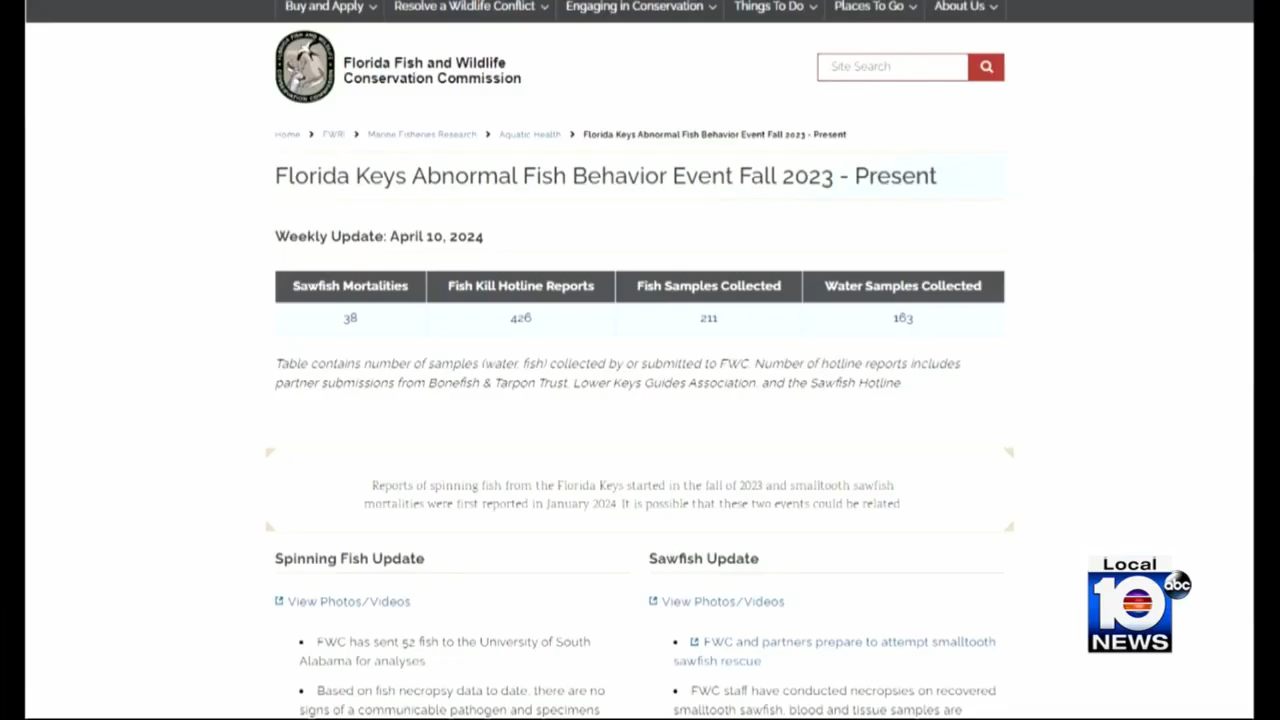 Buy and Apply Resolve a Wildlife Conflict Engaging in Conservation Things To Do Places To Go About Us
Florida Fish and Wildlife
Conservation Commission
Site Search
Home FWRI Marine Fisheries Research Aquatic Health Florida Keys Abnormal Fish Behavior Event Fall 2023 - Present
Florida Keys Abnormal Fish Behavior Event Fall 2023 - Present
Weekly Update: April 10, 2024
Sawfish Mortalities Fish Kill Hotline Reports Fish Samples Collected Water Samples Collected
38 426 211 163
Table contains number of samples (water, fish) collected by or submitted to FWC. Number of hotline reports includes
partner submissions from Bonefish & Tarpon Trust, Lower Keys Guides Association, and the Sawfish Hotline
Reports of spinning fish from the Florida Keys started in the fall of 2023 and smalltooth sawfish
mortalities were first reported in January 2024. It is possible that these two events could be related
Spinning Fish Update
View Photos/Videos
• FWC has sent 52 fish to the University of South
Alabama for analyses
• Based on fish necropsy data to date, there are no
signs of a communicable pathogen and specimens
Sawfish Update
View Photos/Videos
• FWC and partners prepare to attempt smalltooth
sawfish rescue
• FWC staff have conducted necropsies on recovered
smalltooth sawfish, blood and tissue samples are
Local
10 abc
NEWS